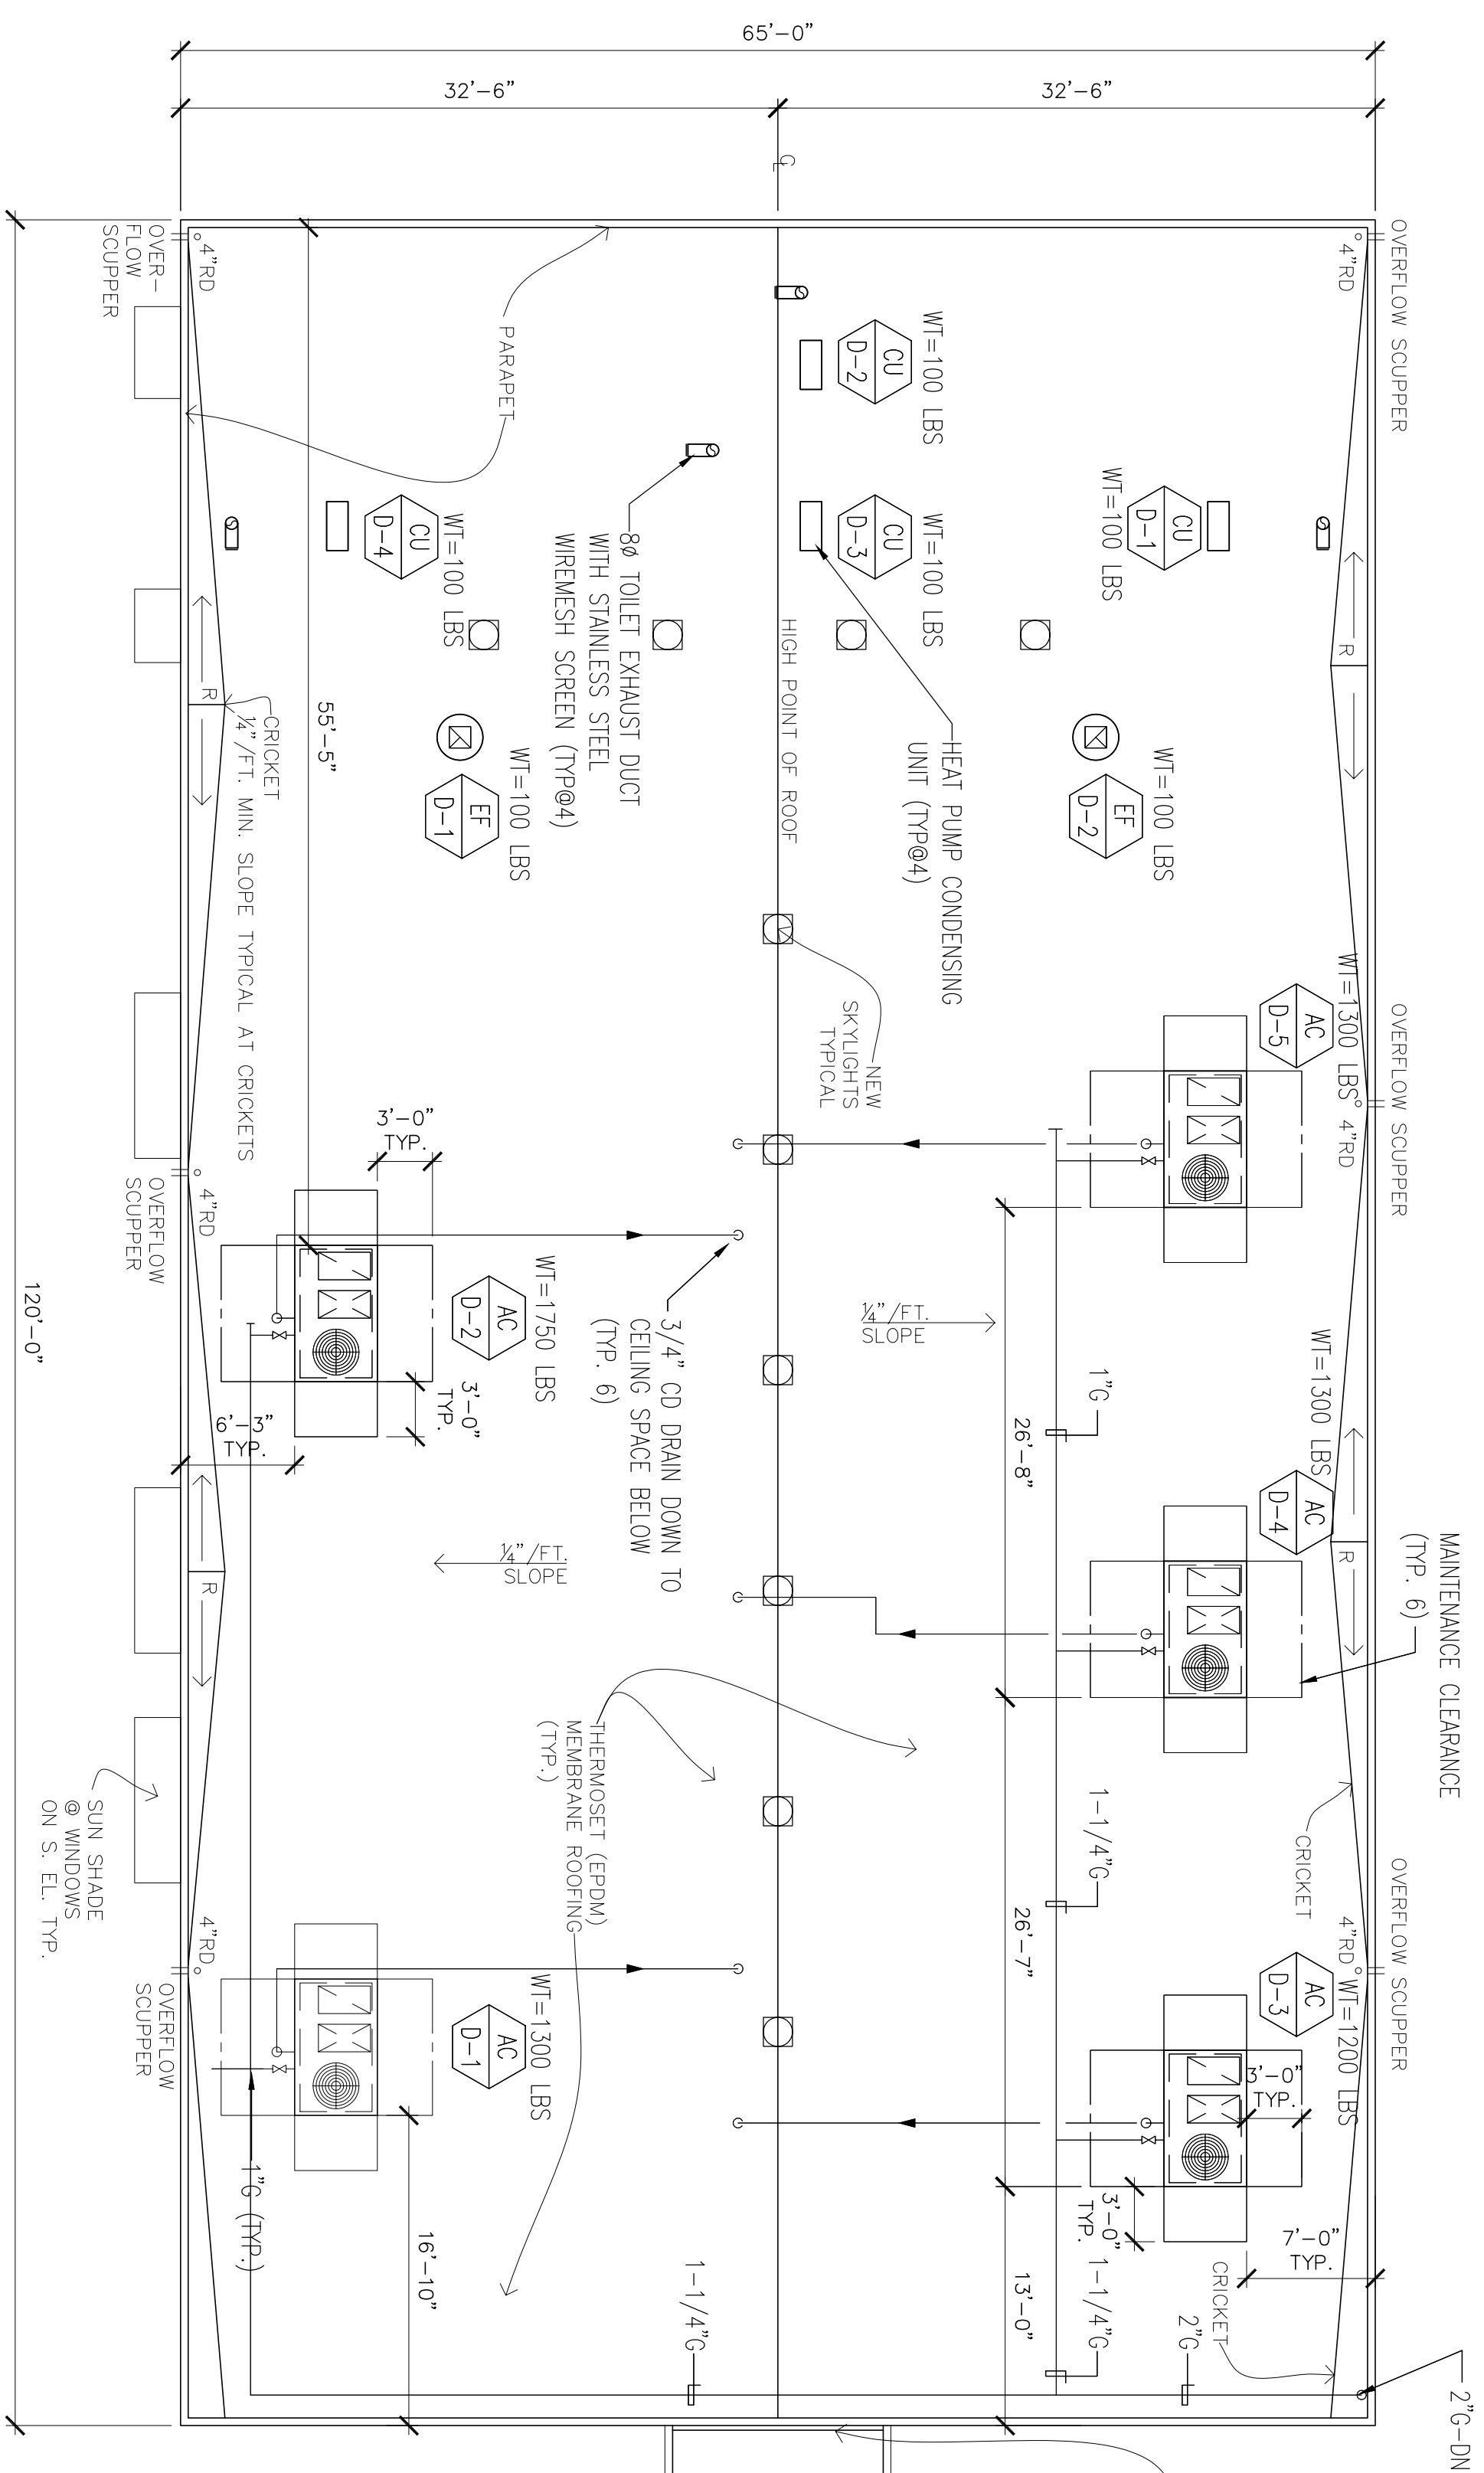 65'-0"
32'-6"
32'-6"
OVERFLOW SCUPPER
OVERFLOW SCUPPER
OVERFLOW SCUPPER
MAINTENANCE CLEARANCE
(TYP. 6)
2"G-DN
4"RD
4"RD
4"RD
R
R
WT=1300 LBS
AC
D-5
WT=1300 LBS
AC
D-4
WT=1200 LBS
AC
D-3
CRICKET
CRICKET
3'-0"
TYP.
3'-0"
TYP.
7'-0"
TYP.
2"G
CU
D-1
WT=100 LBS
WT=100 LBS
EF
D-2
1"G
1-1/4"G
1-1/4"G
26'-8"
26'-7"
13'-0"
WT=100 LBS
CU
D-2
WT=100 LBS
CU
D-3
HEAT PUMP CONDENSING
UNIT (TYP@4)
NEW
SKYLIGHTS
TYPICAL
1/4"/FT.
SLOPE
HIGH POINT OF ROOF
1-1/4"G
8Ø TOILET EXHAUST DUCT
WITH STAINLESS STEEL
WIREMESH SCREEN (TYP@4)
3/4" CD DRAIN DOWN TO
CEILING SPACE BELOW
(TYP. 6)
THERMOSET (EPDM)
MEMBRANE ROOFING
(TYP.)
1/4"/FT.
SLOPE
PARAPET
WT=100 LBS
CU
D-4
WT=100 LBS
EF
D-1
WT=1750 LBS
AC
D-2
WT=1300 LBS
AC
D-1
3'-0"
TYP.
3'-0"
TYP.
6'-3"
TYP.
55'-5"
16'-10"
1"G (TYP.)
CRICKET
1/4"/FT. MIN. SLOPE TYPICAL AT CRICKETS
4"RD
R
4"RD
R
4"RD
OVER-
FLOW
SCUPPER
OVERFLOW
SCUPPER
OVERFLOW
SCUPPER
SUN SHADE
@ WINDOWS
ON S. EL. TYP.
120'-0"